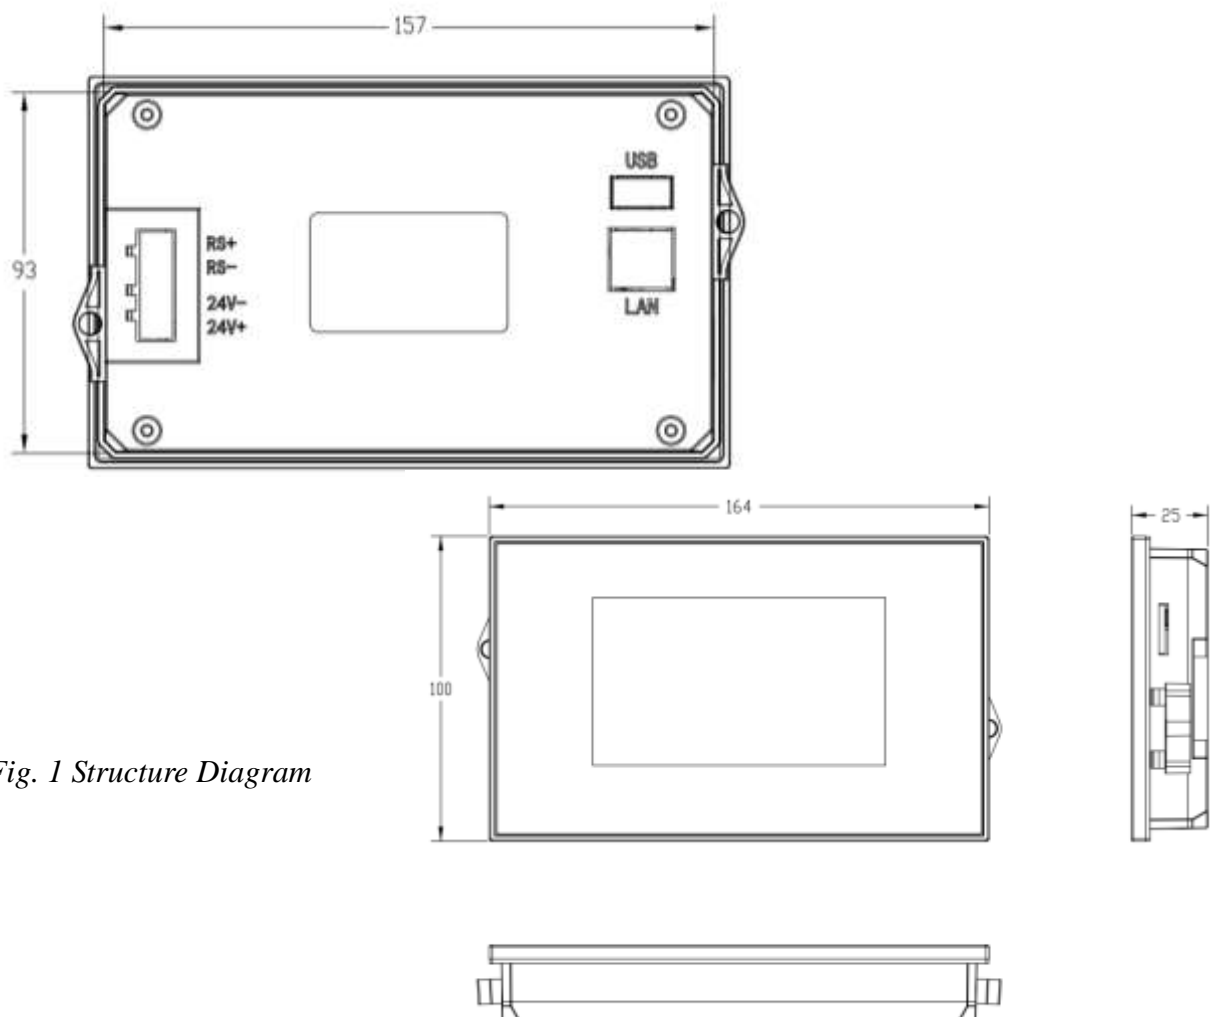 157
USB
RS+
RS-
93
24V-
24V+
LAN
164
25
100
Fig. 1 Structure Diagram